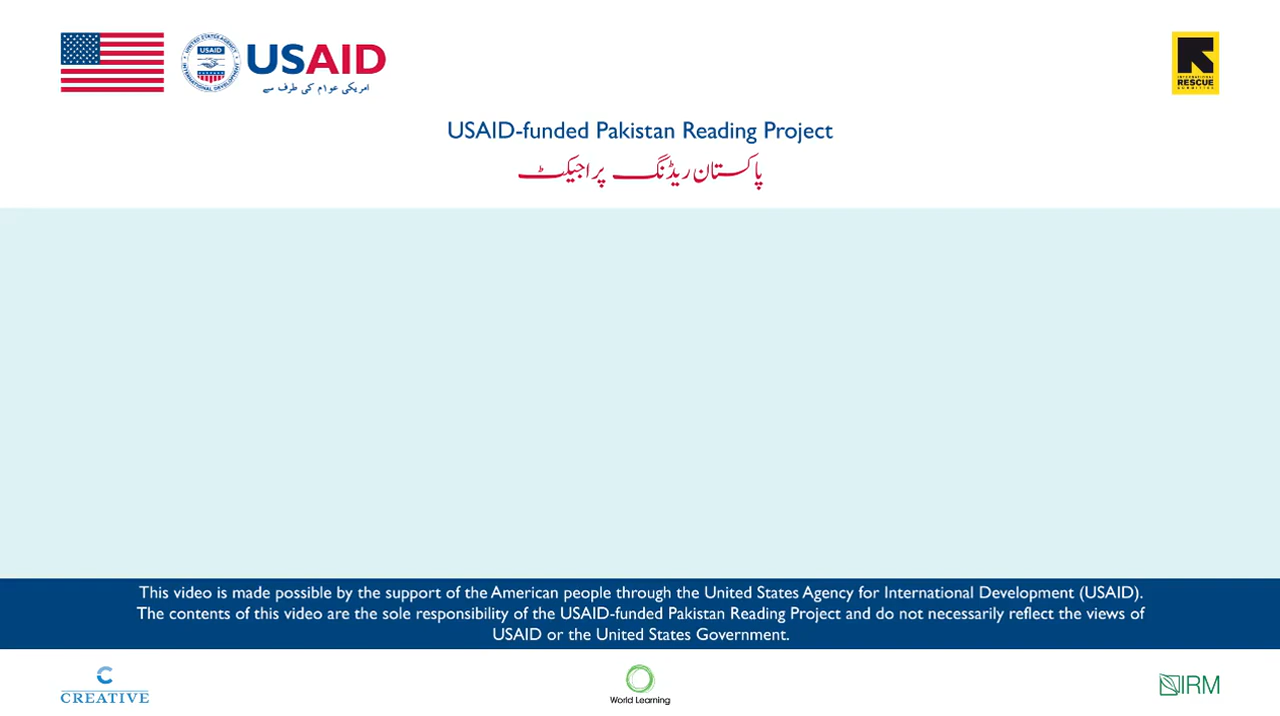 USAID
امریکی عوام کی طرف سے
INTERNATIONAL
RESCUE
COMMITTEE
USAID-funded Pakistan Reading Project
پاکستان ریڈنگ پراجیکٹ
This video is made possible by the support of the American people through the United States Agency for International Development (USAID).
The contents of this video are the sole responsibility of the USAID-funded Pakistan Reading Project and do not necessarily reflect the views of
USAID or the United States Government.
CREATIVE
World Learning
IRM